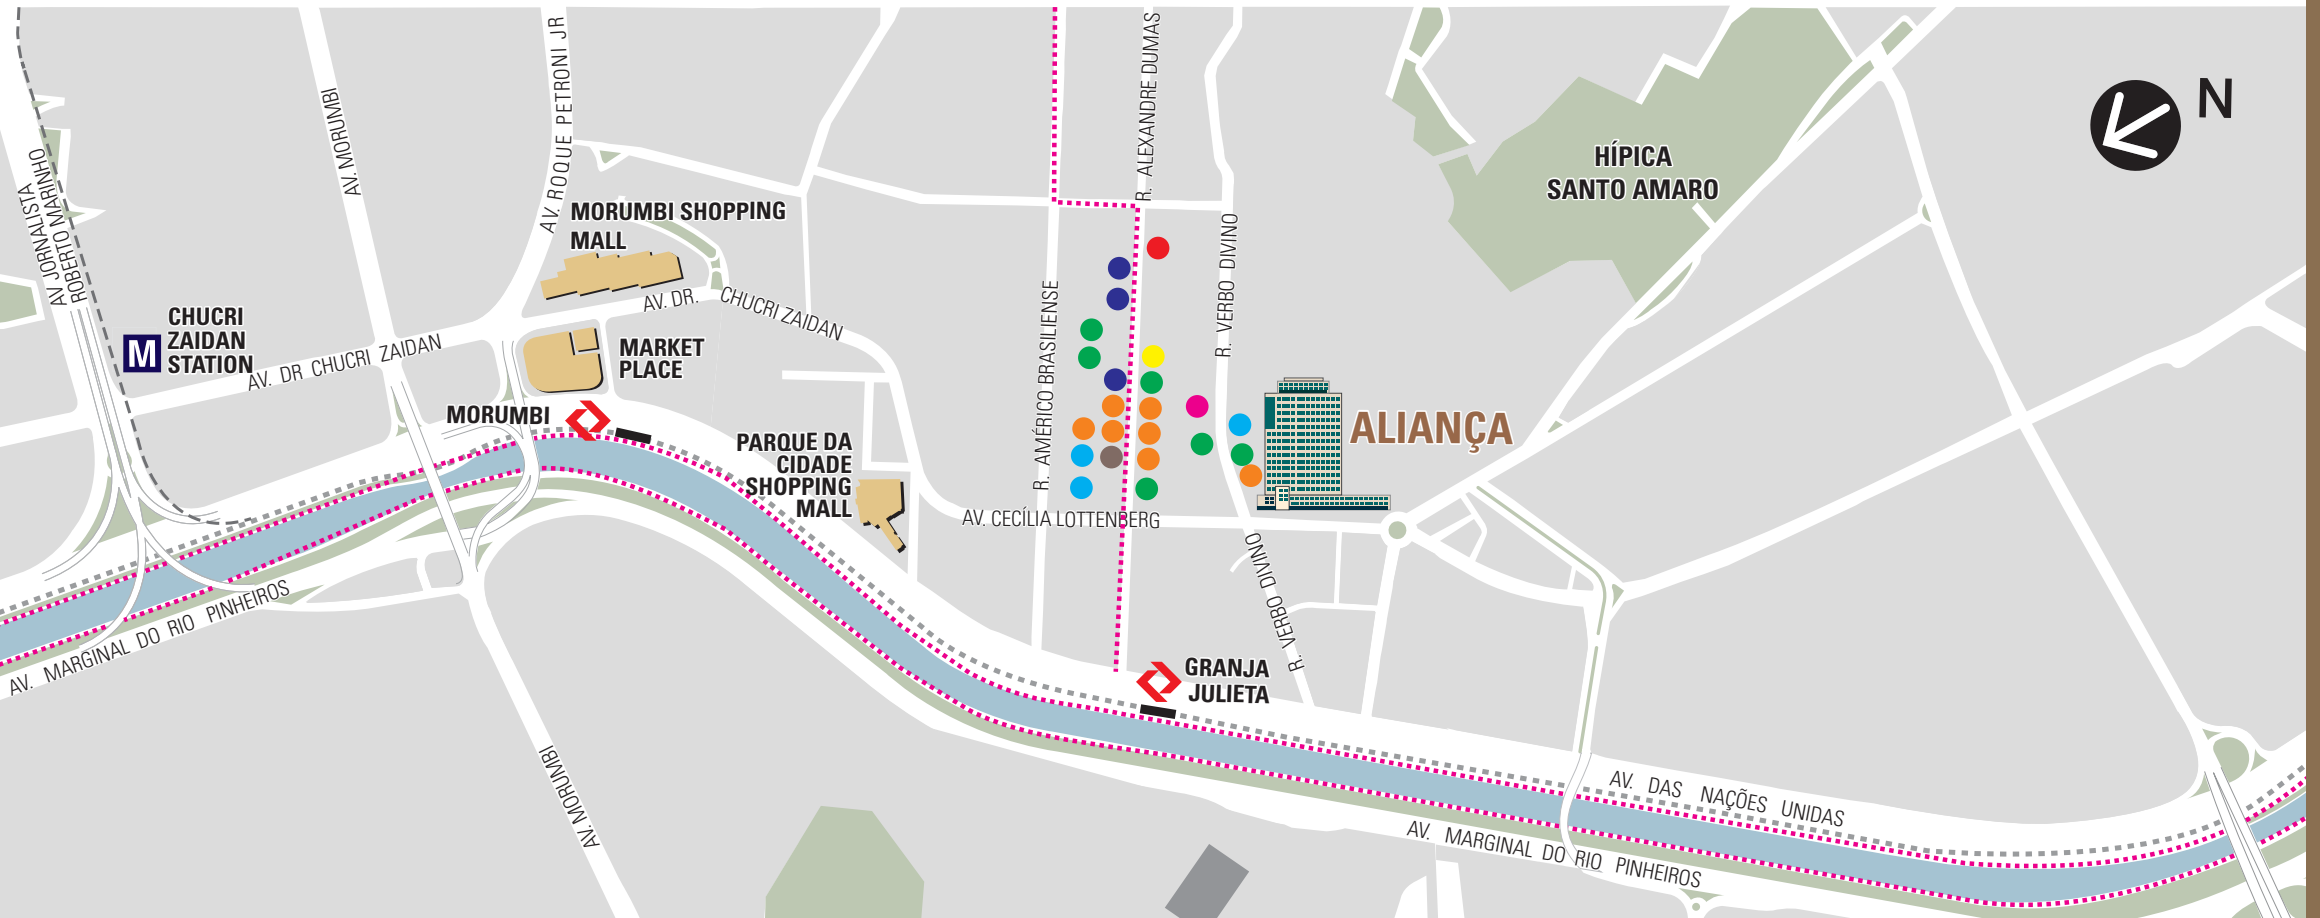 N
AV. ROQUE PETRONI JR
R. ALEXANDRE DUMAS
AV. MORUMBI
AV JORNALISTA
ROBERTO MARINHO
HÍPICA
SANTO AMARO
MORUMBI SHOPPING
MALL
R. VERBO DIVINO
AV. DR. CHUCRI ZAIDAN
R. AMÉRICO BRASILIENSE
M
CHUCRI
ZAIDAN
STATION
AV. DR CHUCRI ZAIDAN
MARKET
PLACE
MORUMBI
ALIANÇA
PARQUE DA
CIDADE
SHOPPING
MALL
AV. CECÍLIA LOTTENBERG
R. VERBO DIVINO
AV. MARGINAL DO RIO PINHEIROS
GRANJA
JULIETA
AV. MORUMBI
AV. DAS NAÇÕES UNIDAS
AV. MARGINAL DO RIO PINHEIROS